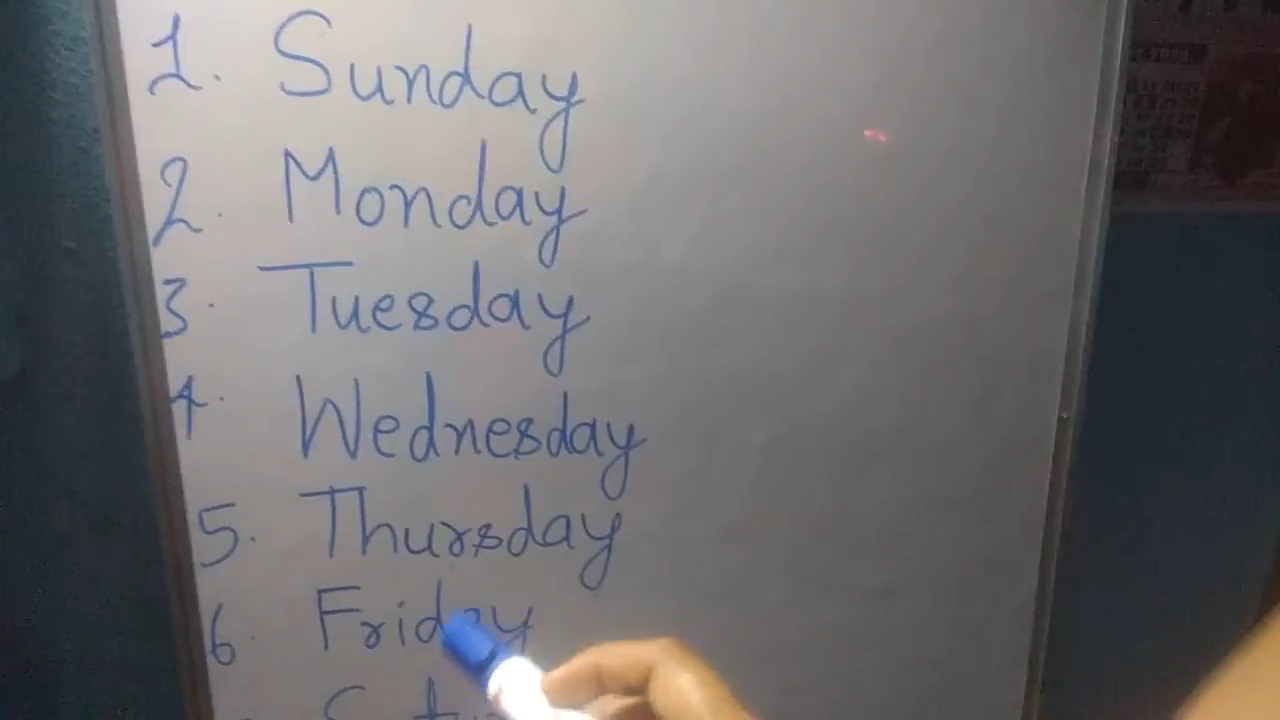 1. Sunday
2. Monday
3. Tuesday
4. Wednesday
5. Thursday
6. Friday